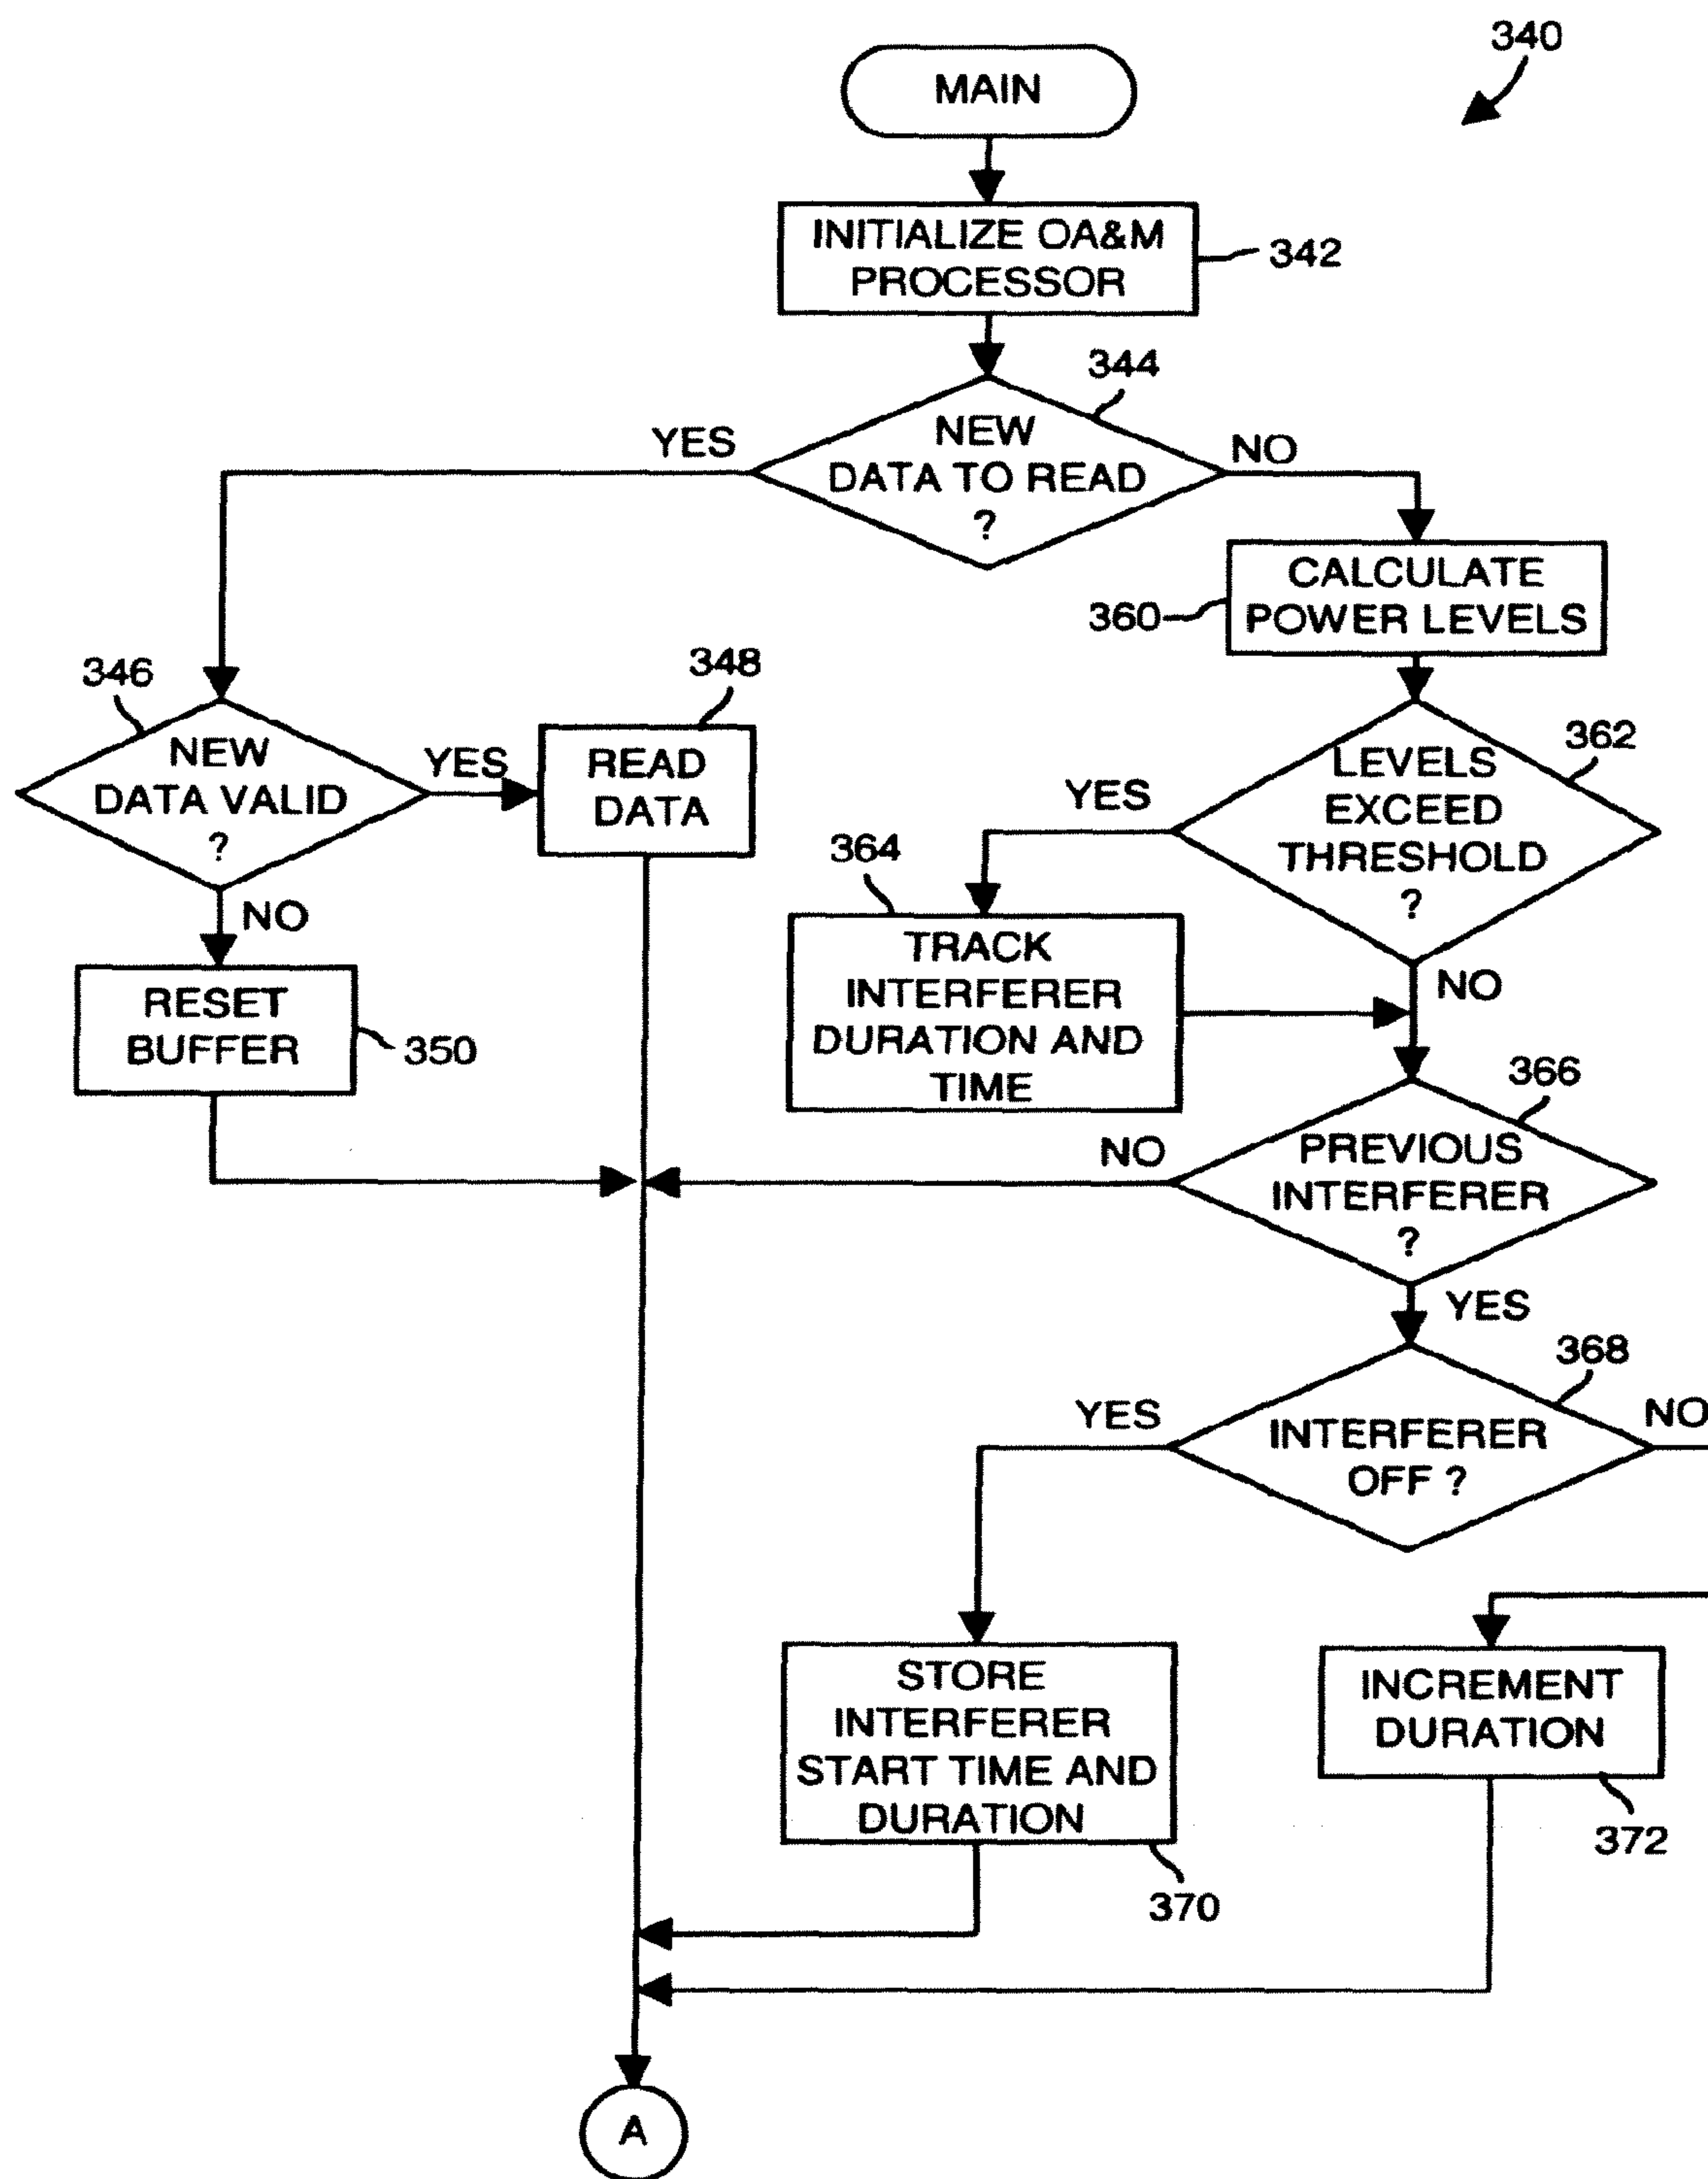 340
MAIN
INITIALIZE OA&M
PROCESSOR
342
344
NEW
DATA TO READ
?
YES
NO
CALCULATE
POWER LEVELS
360
346
NEW
DATA VALID
?
YES
348
READ
DATA
NO
RESET
BUFFER
350
362
LEVELS
EXCEED
THRESHOLD
?
YES
364
TRACK
INTERFERER
DURATION AND
TIME
NO
366
PREVIOUS
INTERFERER
?
NO
YES
368
INTERFERER
OFF ?
YES
NO
STORE
INTERFERER
START TIME AND
DURATION
370
INCREMENT
DURATION
372
A